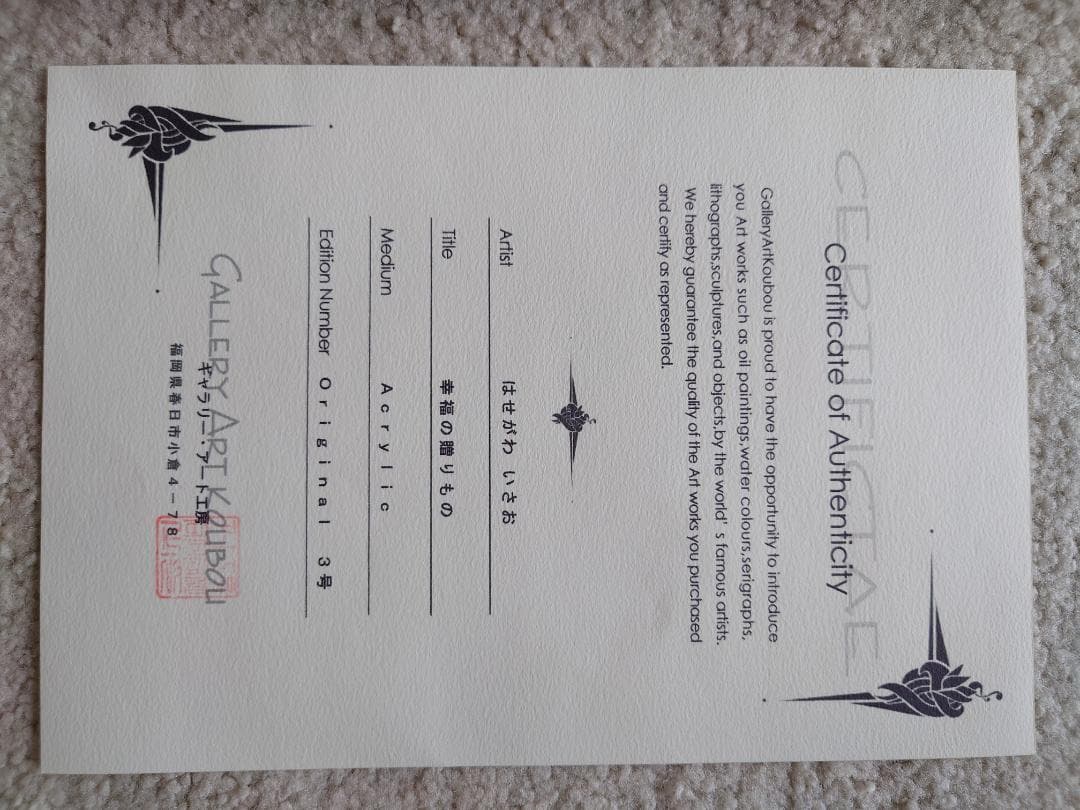 CERTIFICTAE
Certificate of Authenticity
GalleryArtKoubou is proud to have the opportunity to introduce
you Art works such as oil paintings,water colours,serigraphs,
lithographs,sculptures,and objects,by the world's famous artists.
We hereby guarantee the quality of the Art works you purchased
and certify as represented.
Artist はせがわ いさお
Title 幸福の贈りもの
Medium Acrylic
Edition Number Original 3号
GALLERY ART KOUBOU
ギャラリー・アート工房
福岡県春日市小倉4-78